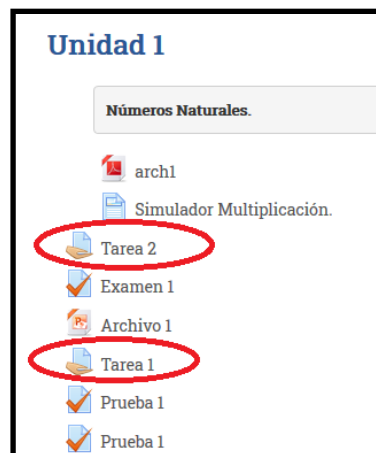 Unidad 1
Números Naturales.
arch1
Simulador Multiplicación.
Tarea 2
Examen 1
Archivo 1
Tarea 1
Prueba 1
Prueba 1